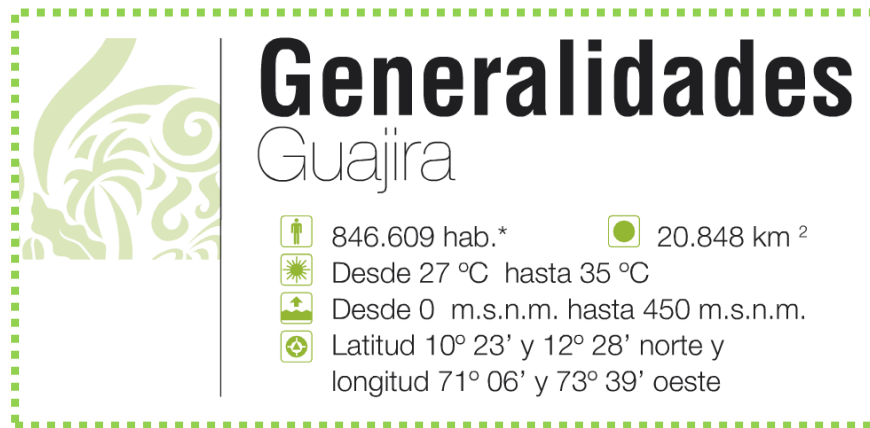 Generalidades
Guajira
846.609 hab.* 20.848 km ²
Desde 27 ºC hasta 35 ºC
Desde 0 m.s.n.m. hasta 450 m.s.n.m.
Latitud 10º 23’ y 12º 28’ norte y
longitud 71º 06’ y 73º 39’ oeste